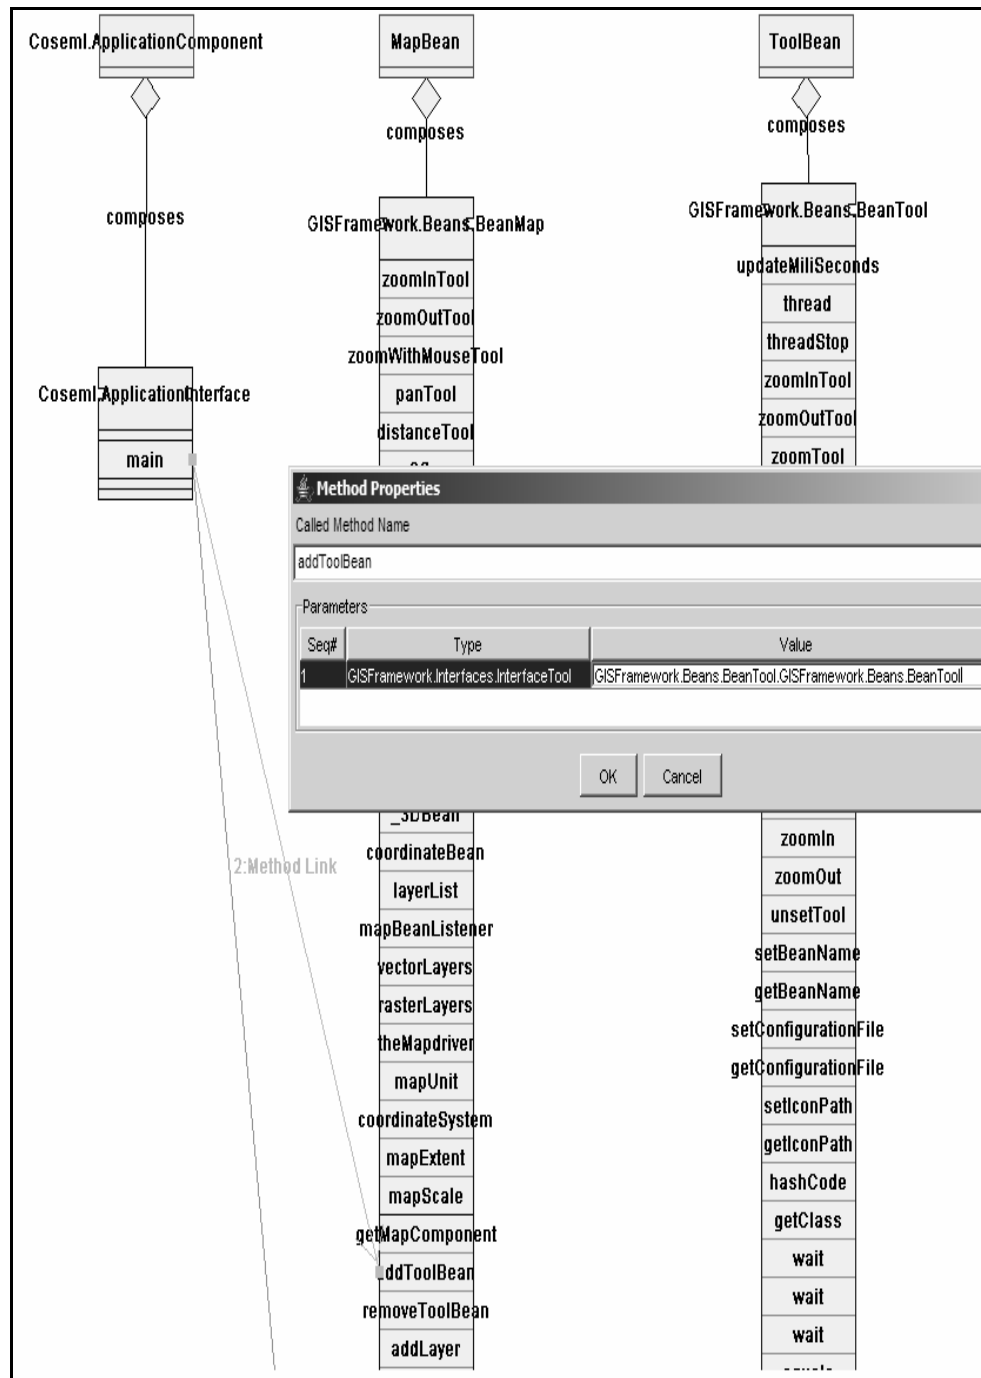 Coseml.ApplicationComponent
composes
Coseml.ApplicationInterface
main
2:Method Link
MapBean
composes
GISFramework.Beans.BeanMap
zoomInTool
zoomOutTool
zoomWithMouseTool
panTool
distanceTool
_3DBean
coordinateBean
layerList
mapBeanListener
vectorLayers
rasterLayers
theMapdriver
mapUnit
coordinateSystem
mapExtent
mapScale
getMapComponent
addToolBean
removeToolBean
addLayer
ToolBean
composes
GISFramework.Beans.BeanTool
updateMiliSeconds
thread
threadStop
zoomInTool
zoomOutTool
zoomTool
zoomIn
zoomOut
unsetTool
setBeanName
getBeanName
setConfigurationFile
getConfigurationFile
setIconPath
getIconPath
hashCode
getClass
wait
wait
wait
Method Properties
Called Method Name
addToolBean
Parameters
Seq# Type Value
1 GISFramework.Interfaces.InterfaceTool GISFramework.Beans.BeanTool.GISFramework.Beans.BeanTool
OK Cancel